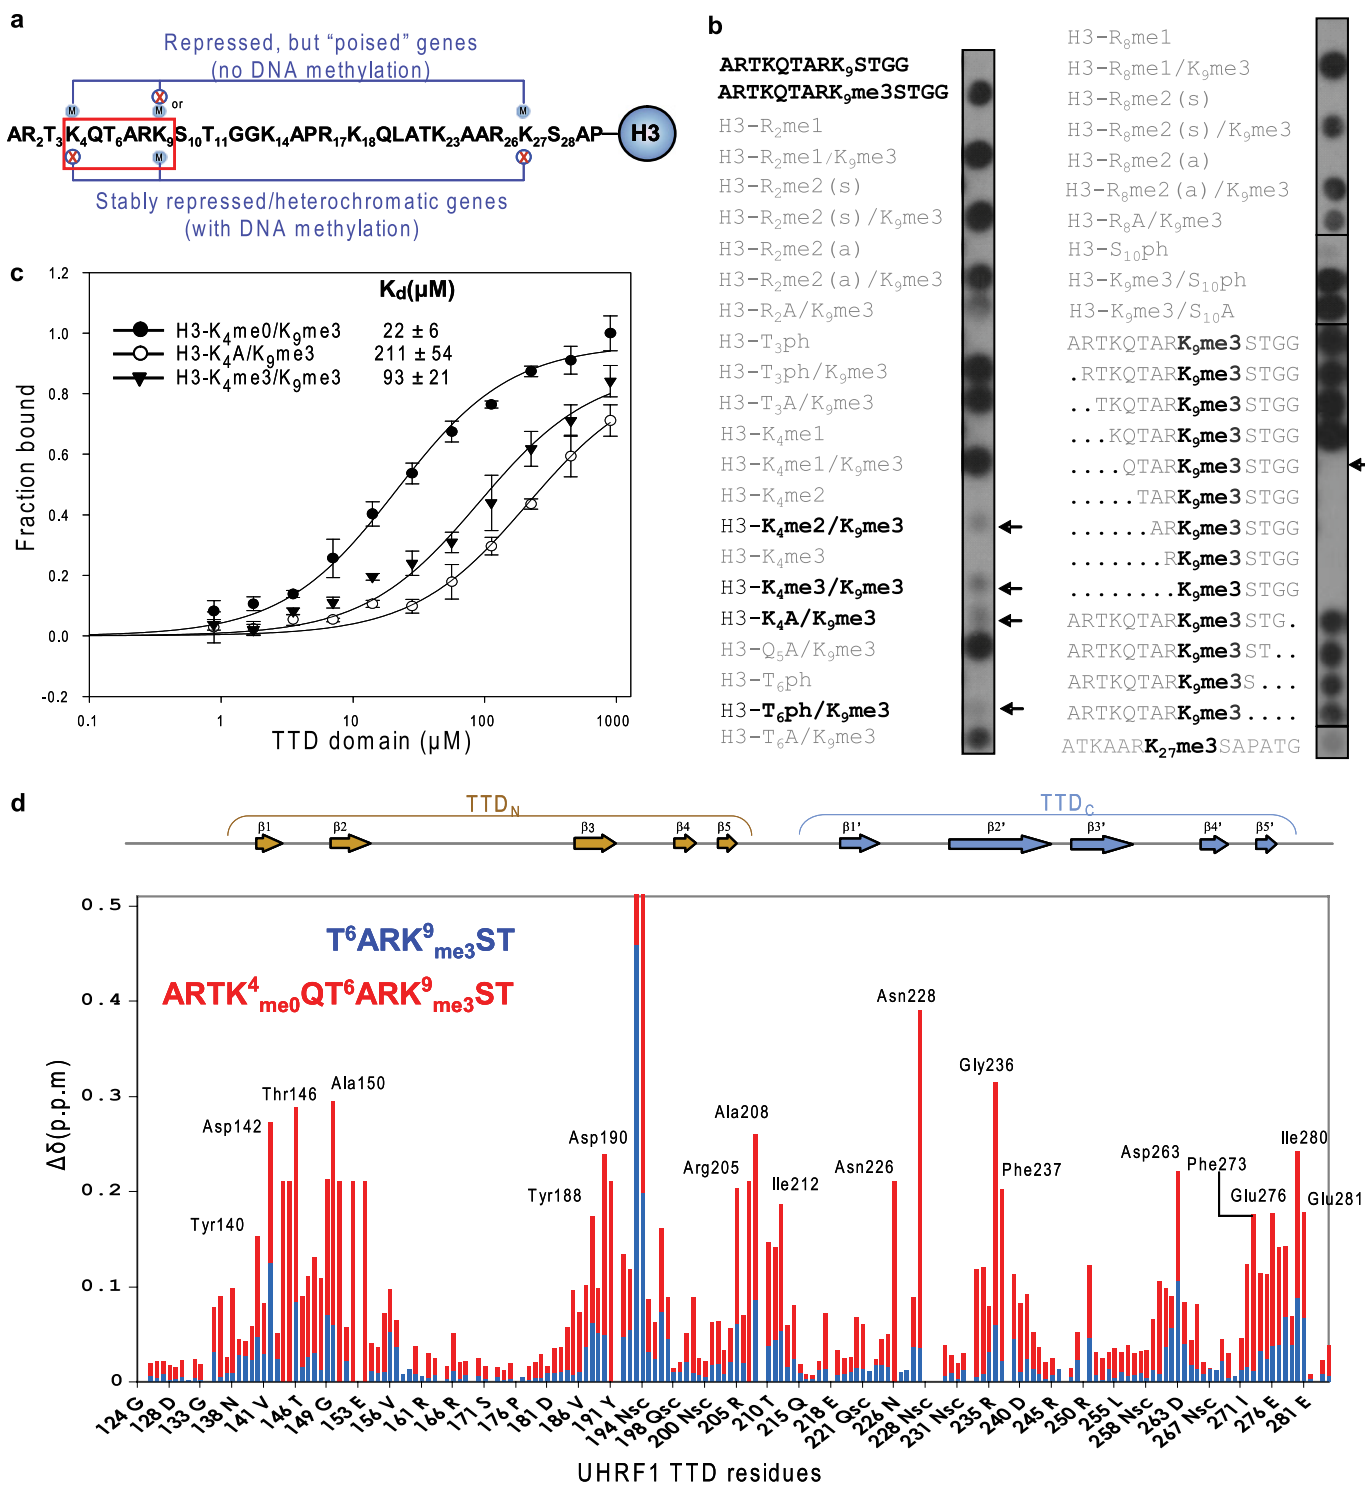 a
Repressed, but “poised” genes
(no DNA methylation)
X or
M M M
AR2T3K4QT6ARK9S10T11GGK14APR17K18QLATK23AAR26K27S28AP H3
X M X
Stably repressed/heterochromatic genes
(with DNA methylation)
b
ARTKQTARK9STGG
ARTKQTARK9me3STGG
H3-R2me1
H3-R2me1/K9me3
H3-R2me2(s)
H3-R2me2(s)/K9me3
H3-R2me2(a)
H3-R2me2(a)/K9me3
H3-R2A/K9me3
H3-T3ph
H3-T3ph/K9me3
H3-T3A/K9me3
H3-K4me1
H3-K4me1/K9me3
H3-K4me2
H3-K4me2/K9me3
H3-K4me3
H3-K4me3/K9me3
H3-K4A/K9me3
H3-Q5A/K9me3
H3-T6ph
H3-T6ph/K9me3
H3-T6A/K9me3
H3-R8me1
H3-R8me1/K9me3
H3-R8me2(s)
H3-R8me2(s)/K9me3
H3-R8me2(a)
H3-R8me2(a)/K9me3
H3-R8A/K9me3
H3-S10ph
H3-K9me3/S10ph
H3-K9me3/S10A
ARTKQTARK9me3STGG
.RTKQTARK9me3STGG
..TKQTARK9me3STGG
...KQTARK9me3STGG
....QTARK9me3STGG
.....TARK9me3STGG
......ARK9me3STGG
.......RK9me3STGG
........K9me3STGG
ARTKQTARK9me3STG.
ARTKQTARK9me3ST..
ARTKQTARK9me3S...
ARTKQTARK9me3....
ATKAARK27me3SAPATG
c
Kd(µM)
H3-K4me0/K9me3 22 ± 6
H3-K4A/K9me3 211 ± 54
H3-K4me3/K9me3 93 ± 21
Fraction bound
1.2
1.0
0.8
0.6
0.4
0.2
0.0
-0.2
0.1 1 10 100 1000
TTD domain (µM)
d
TTDN TTDC
β1 β2 β3 β4 β5 β1’ β2’ β3’ β4’ β5’
T6ARK9me3ST
ARTK4me0QT6ARK9me3ST
Δδ(p.p.m)
0.5
0.4
0.3
0.2
0.1
0
Tyr140
Asp142
Thr146
Ala150
Tyr188
Asp190
Arg205
Ala208
Ile212
Asn226
Asn228
Gly236
Phe237
Asp263
Phe273
Glu276
Ile280
Glu281
124 G 128 D 133 G 138 N 141 V 146 T 149 G 153 E 156 V 161 R 166 R 171 S 176 P 181 D 186 V 191 Y 194 Nsc 198 Qsc 200 Nsc 205 R 210 T 215 Q 218 E 221 Qsc 226 N 228 Nsc 231 Nsc 235 R 240 D 245 R 250 R 255 L 258 Nsc 263 D 267 Nsc 271 I 276 E 281 E
UHRF1 TTD residues